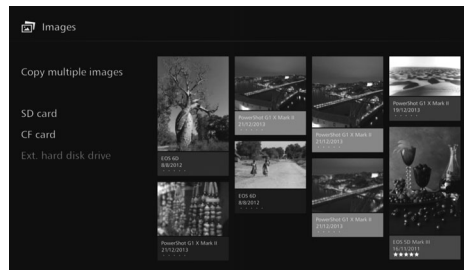 Images
Copy multiple images
SD card
CF card
Ext. hard disk drive
EOS 6D
8/8/2012
PowerShot G1 X Mark II
21/12/2013
PowerShot G1 X Mark II
21/12/2013
EOS 6D
8/8/2012
PowerShot G1 X Mark II
21/12/2013
PowerShot G1 X Mark II
21/12/2013
PowerShot G1 X Mark II
19/12/2013
EOS 5D Mark III
16/11/2011